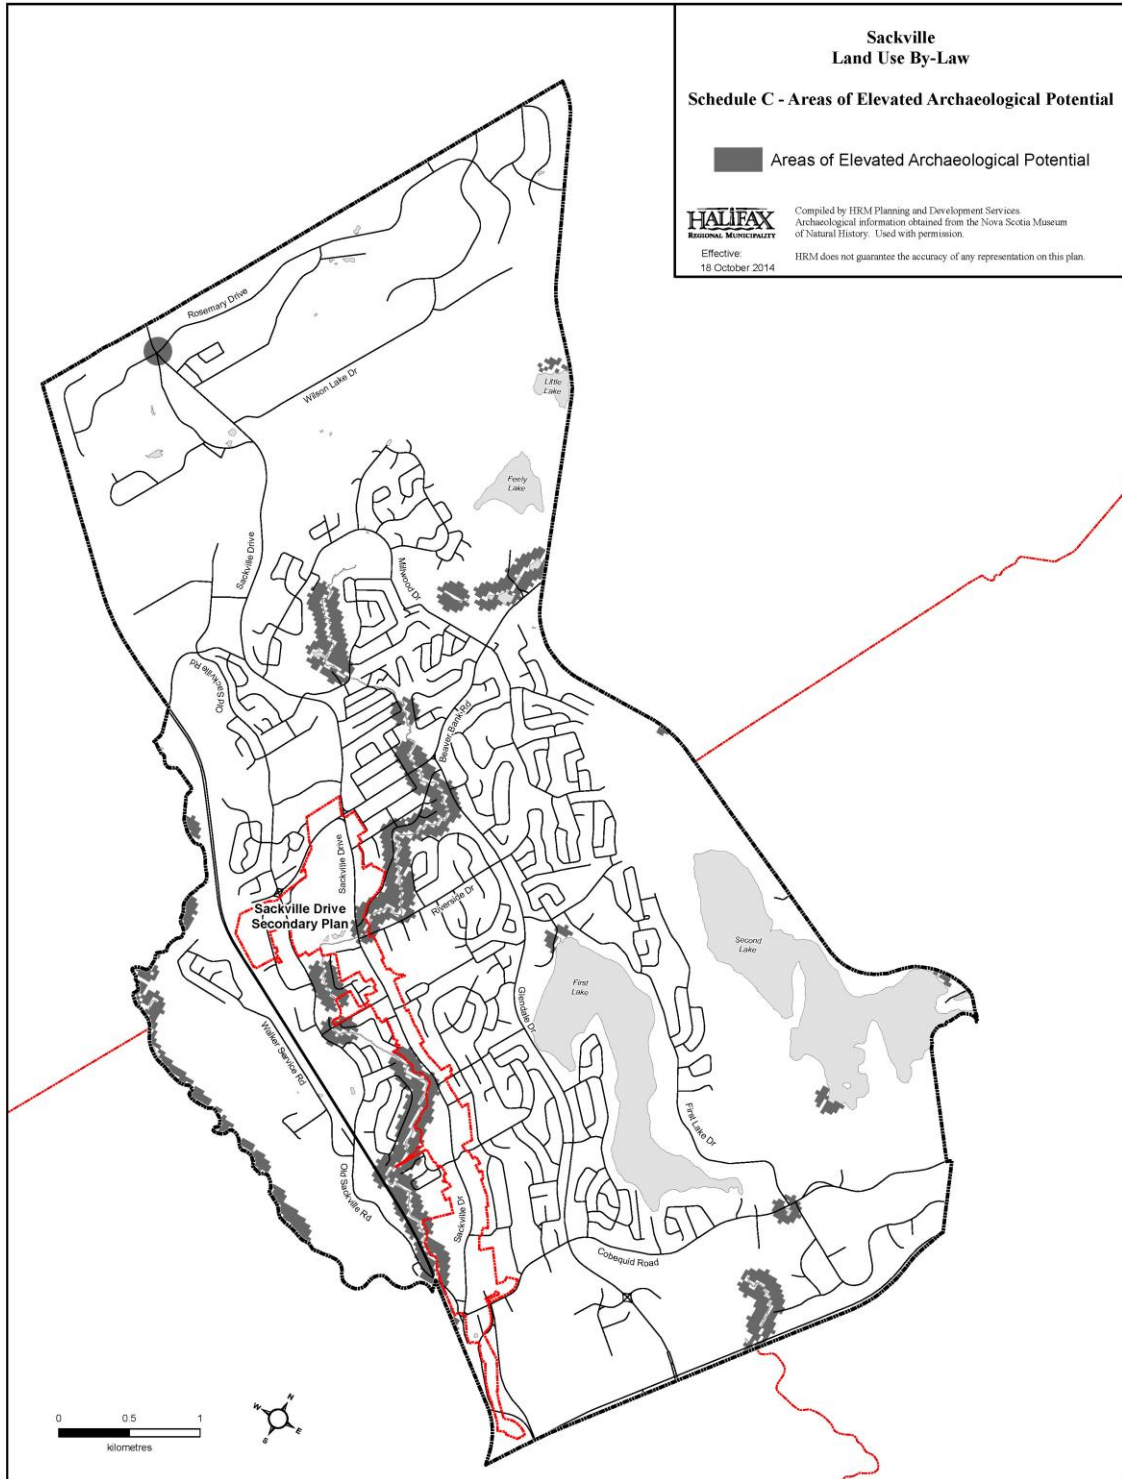 Sackville
Land Use By-Law
Schedule C - Areas of Elevated Archaeological Potential
Areas of Elevated Archaeological Potential
HALIFAX
REGIONAL MUNICIPALITY
Compiled by HRM Planning and Development Services.
Archaeological information obtained from the Nova Scotia Museum
of Natural History. Used with permission.
Effective:
18 October 2014
HRM does not guarantee the accuracy of any representation on this plan.
Rosemary Drive
Wilson Lake Dr
Little
Lake
Feely
Lake
Sackville Drive
Millwood Dr
Old Sackville Rd
Beaver Bank Rd
Sackville Drive
Sackville Drive
Secondary Plan
Riverside Dr
Second
Lake
First
Lake
Glendale Dr
Walker Service Rd
First Lake Dr
Old Sackville Rd
Sackville Dr
Cobequid Road
0 0.5 1
kilometres
N
W
E
S